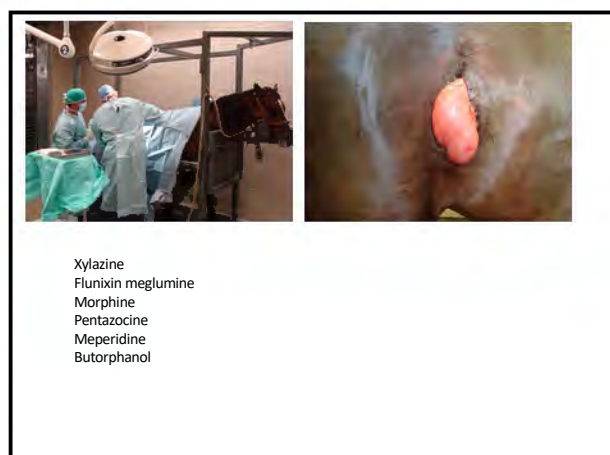 Xylazine
Flunixin meglumine
Morphine
Pentazocine
Meperidine
Butorphanol